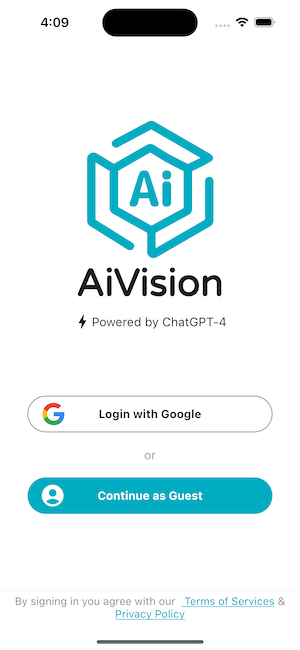 4:09
Ai
AiVision
Powered by ChatGPT-4
Login with Google
or
Continue as Guest
By signing in you agree with our Terms of Services &
Privacy Policy